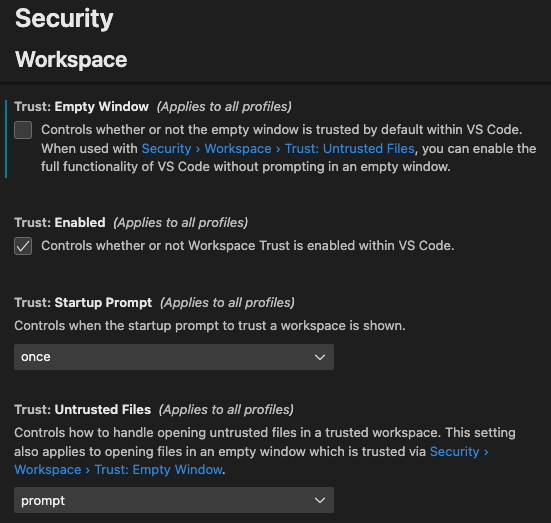 Security
Workspace
Trust: Empty Window (Applies to all profiles)
Controls whether or not the empty window is trusted by default within VS Code.
When used with Security › Workspace › Trust: Untrusted Files, you can enable the
full functionality of VS Code without prompting in an empty window.
Trust: Enabled (Applies to all profiles)
Controls whether or not Workspace Trust is enabled within VS Code.
Trust: Startup Prompt (Applies to all profiles)
Controls when the startup prompt to trust a workspace is shown.
once
Trust: Untrusted Files (Applies to all profiles)
Controls how to handle opening untrusted files in a trusted workspace. This setting
also applies to opening files in an empty window which is trusted via Security ›
Workspace › Trust: Empty Window.
prompt